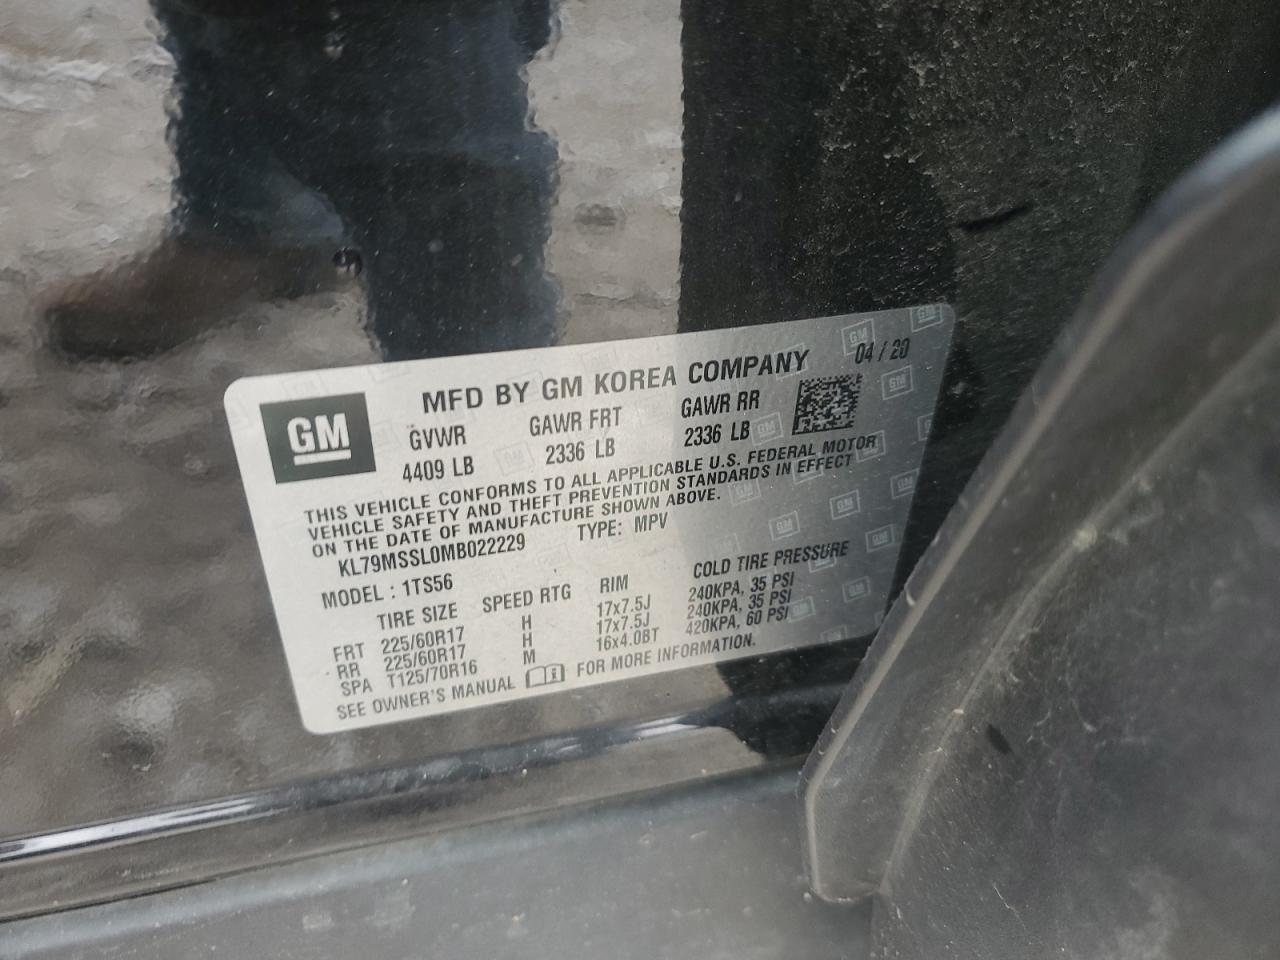 MFD BY GM KOREA COMPANY 04 / 20
GM
GVWR GAWR FRT GAWR RR
4409 LB 2336 LB 2336 LB
THIS VEHICLE CONFORMS TO ALL APPLICABLE U.S. FEDERAL MOTOR
VEHICLE SAFETY AND THEFT PREVENTION STANDARDS IN EFFECT
ON THE DATE OF MANUFACTURE SHOWN ABOVE.
KL79MSSL0MB022229 TYPE: MPV
MODEL : 1TS56
TIRE SIZE SPEED RTG RIM COLD TIRE PRESSURE
FRT 225/60R17 H 17x7.5J 240KPA, 35 PSI
RR 225/60R17 H 17x7.5J 240KPA, 35 PSI
SPA T125/70R16 M 16x4.0BT 420KPA, 60 PSI
SEE OWNER'S MANUAL FOR MORE INFORMATION.